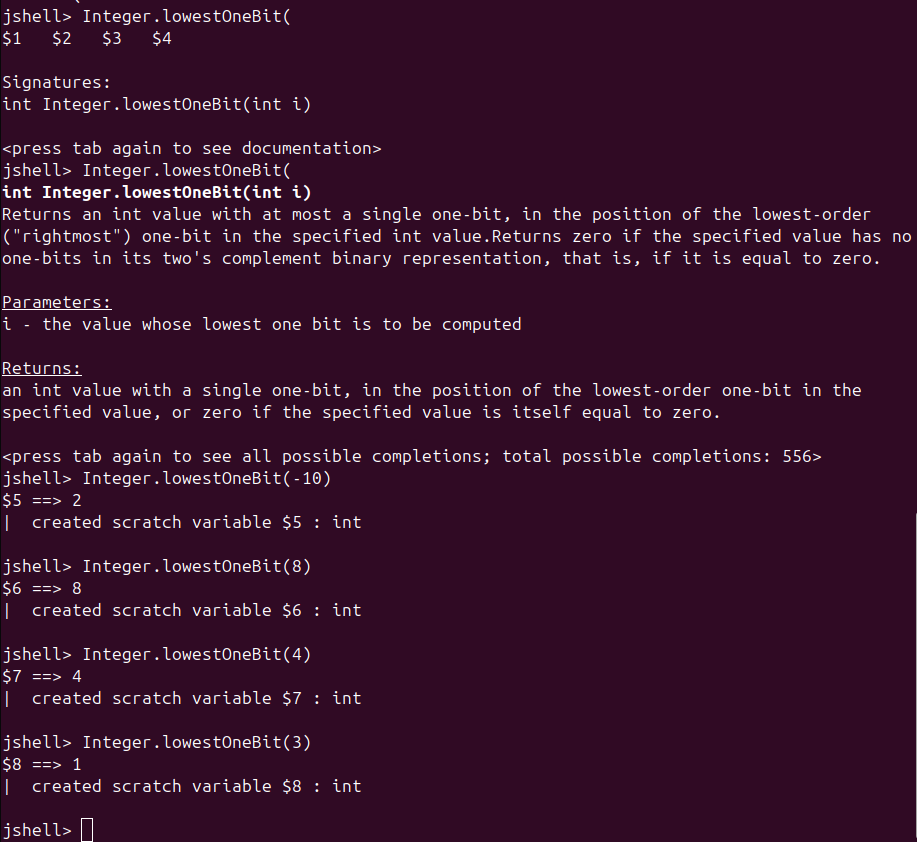 jshell> Integer.lowestOneBit(
$1   $2   $3   $4
Signatures:
int Integer.lowestOneBit(int i)
<press tab again to see documentation>
jshell> Integer.lowestOneBit(
int Integer.lowestOneBit(int i)
Returns an int value with at most a single one-bit, in the position of the lowest-order
("rightmost") one-bit in the specified int value.Returns zero if the specified value has no
one-bits in its two's complement binary representation, that is, if it is equal to zero.
Parameters:
i - the value whose lowest one bit is to be computed
Returns:
an int value with a single one-bit, in the position of the lowest-order one-bit in the
specified value, or zero if the specified value is itself equal to zero.
<press tab again to see all possible completions; total possible completions: 556>
jshell> Integer.lowestOneBit(-10)
$5 ==> 2
|  created scratch variable $5 : int
jshell> Integer.lowestOneBit(8)
$6 ==> 8
|  created scratch variable $6 : int
jshell> Integer.lowestOneBit(4)
$7 ==> 4
|  created scratch variable $7 : int
jshell> Integer.lowestOneBit(3)
$8 ==> 1
|  created scratch variable $8 : int
jshell>